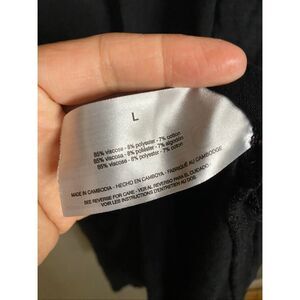 L
85% viscose - 8% polyester - 7% cotton
85% viscosa - 8% poliéster - 7% algodón
85% viscose - 8% polyester - 7% coton
MADE IN CAMBODIA - HECHO EN CAMBOYA - FABRIQUÉ AU CAMBODGE
SEE REVERSE FOR CARE - VER AL REVERSO PARA EL CUIDADO
VOIR LES INSTRUCTIONS D'ENTRETIEN AU DOS.